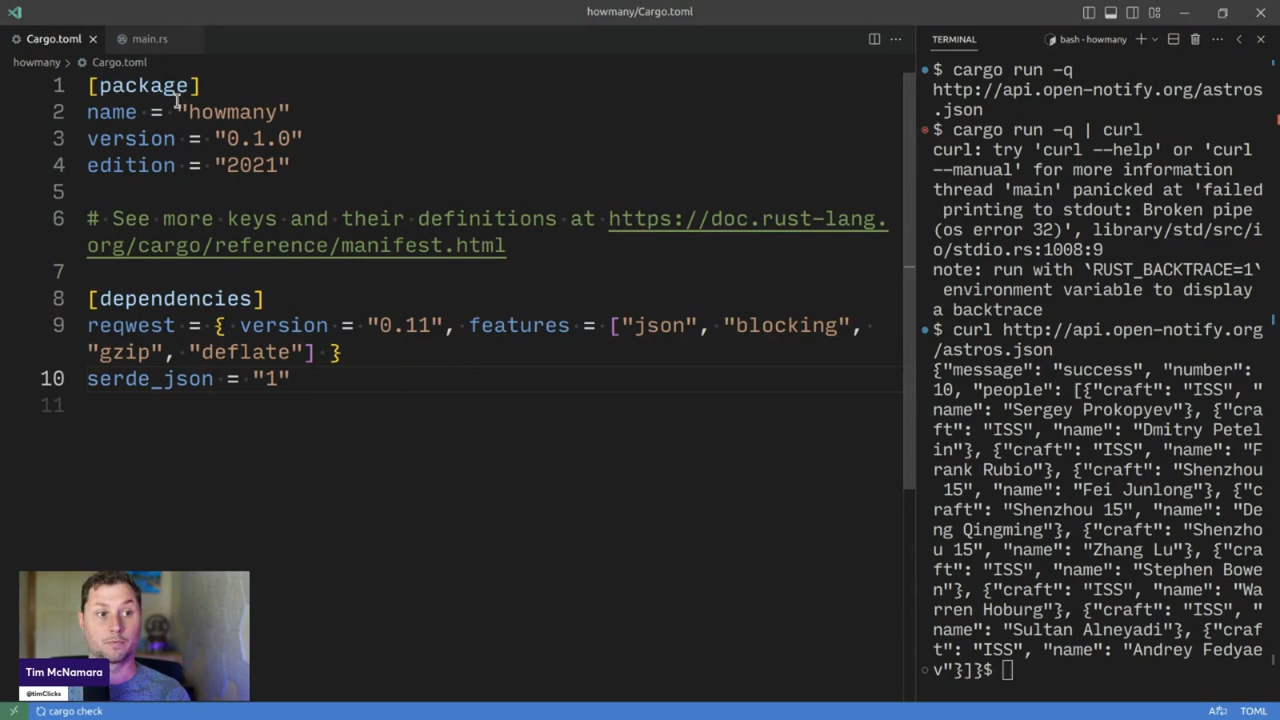 howmany/Cargo.toml
Cargo.toml
main.rs
howmany > Cargo.toml
1 [package]
2 name = "howmany"
3 version = "0.1.0"
4 edition = "2021"
5
6 # See more keys and their definitions at https://doc.rust-lang.
org/cargo/reference/manifest.html
7
8 [dependencies]
9 reqwest = { version = "0.11", features = ["json", "blocking",
"gzip", "deflate"] }
10 serde_json = "1"
11
Tim McNamara
@timClicks
TERMINAL
bash - howmany
$ cargo run -q
http://api.open-notify.org/astros
.json
$ cargo run -q | curl
curl: try 'curl --help' or 'curl
--manual' for more information
thread 'main' panicked at 'failed
printing to stdout: Broken pipe
(os error 32)', library/std/src/i
o/stdio.rs:1008:9
note: run with `RUST_BACKTRACE=1`
environment variable to display
a backtrace
$ curl http://api.open-notify.org
/astros.json
{"message": "success", "number":
10, "people": [{"craft": "ISS", "
name": "Sergey Prokopyev"}, {"cra
ft": "ISS", "name": "Dmitry Petel
in"}, {"craft": "ISS", "name": "F
rank Rubio"}, {"craft": "Shenzhou
15", "name": "Fei Junlong"}, {"c
raft": "Shenzhou 15", "name": "De
ng Qingming"}, {"craft": "Shenzho
u 15", "name": "Zhang Lu"}, {"cra
ft": "ISS", "name": "Stephen Bowe
n"}, {"craft": "ISS", "name": "Wa
rren Hoburg"}, {"craft": "ISS", "
name": "Sultan Alneyadi"}, {"craf
t": "ISS", "name": "Andrey Fedyae
v"}]}$
cargo check
TOML